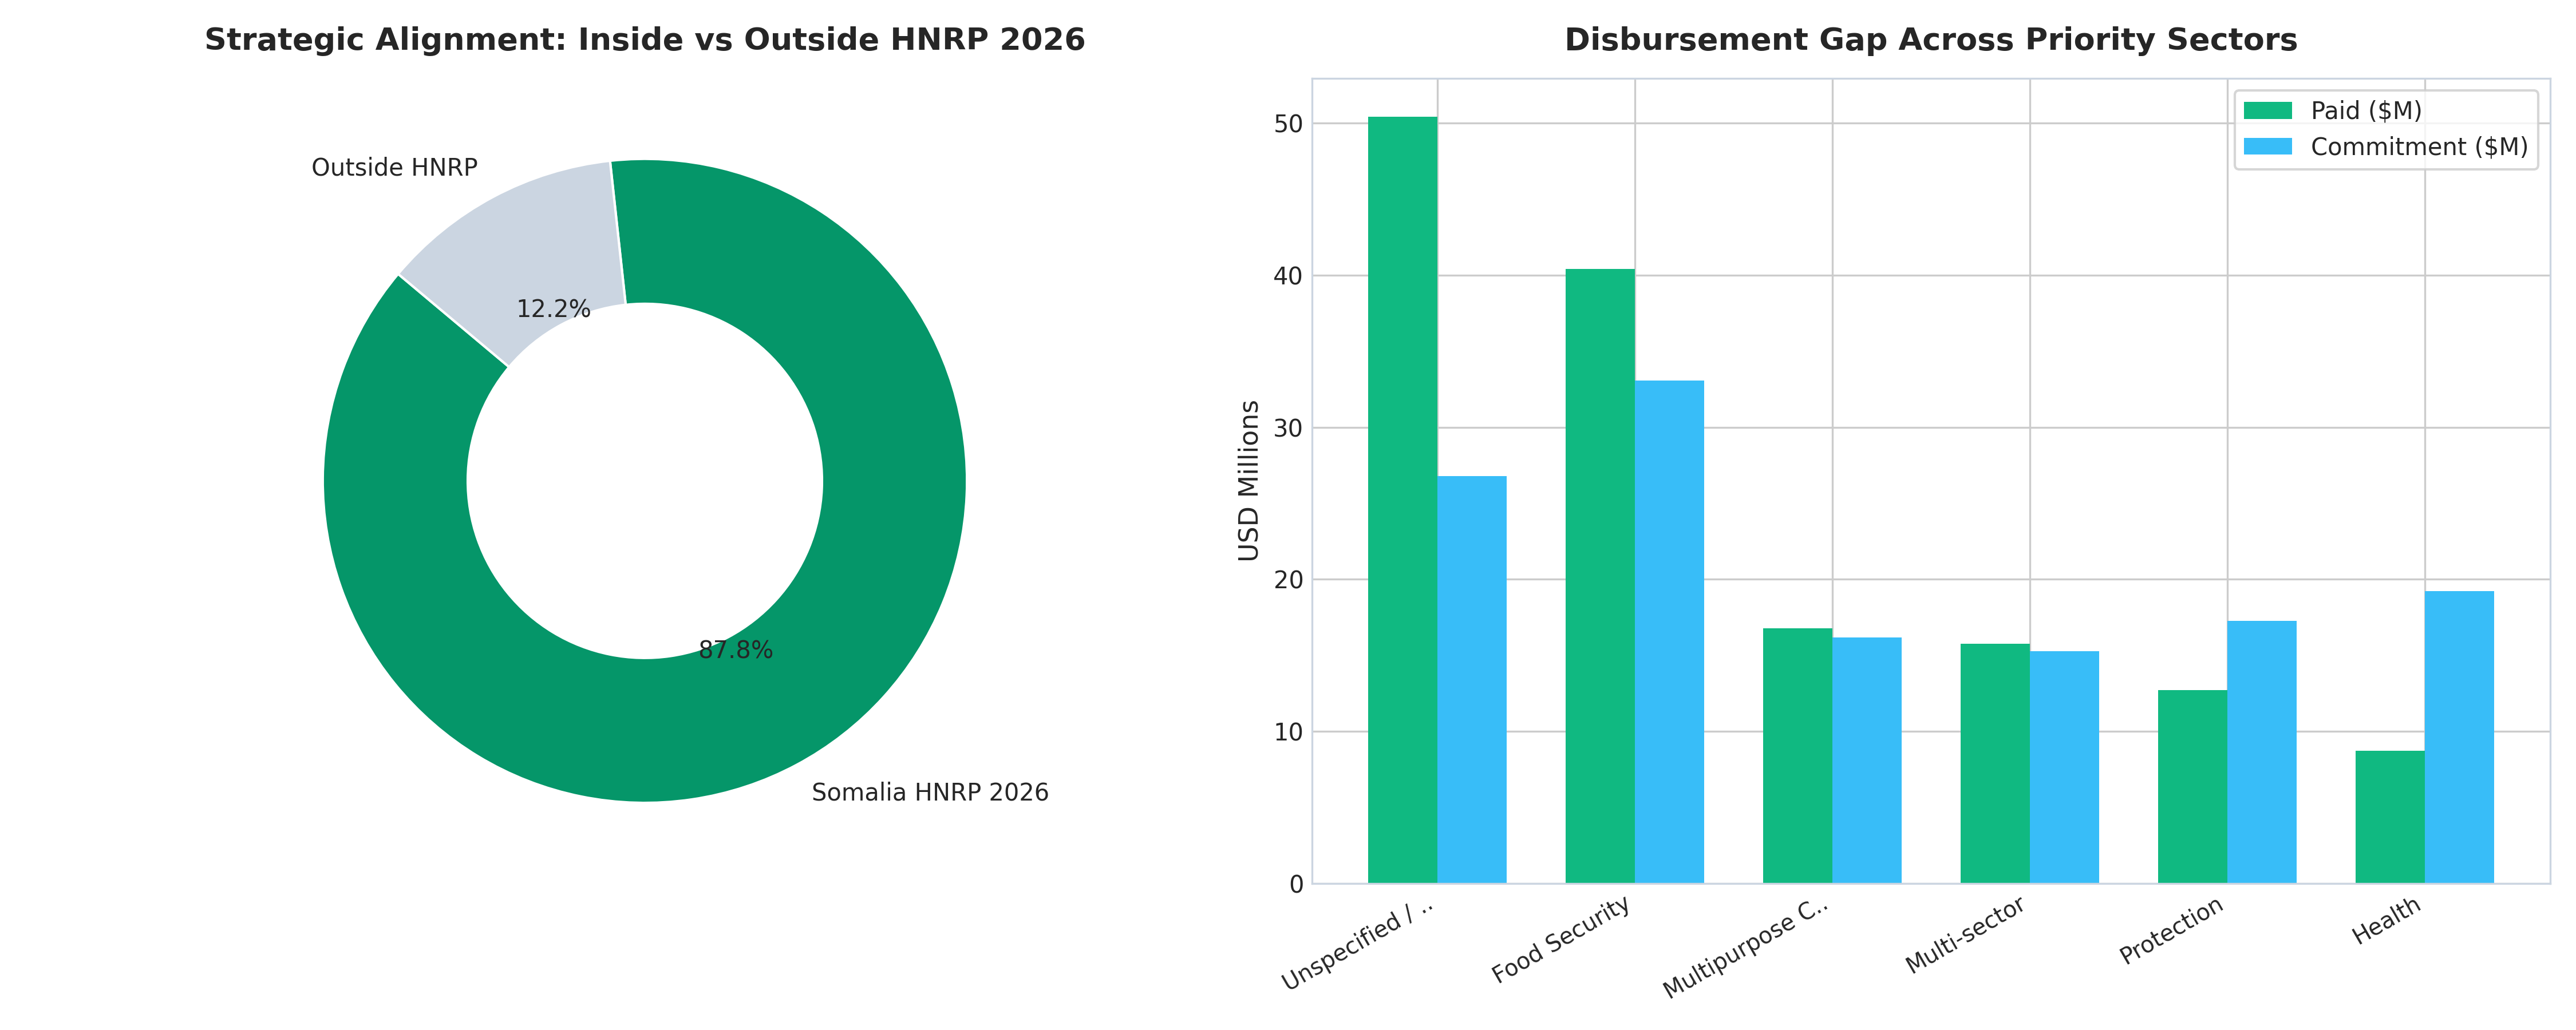 Strategic Alignment: Inside vs Outside HNRP 2026
Outside HNRP
12.2%
87.8%
Somalia HNRP 2026
Disbursement Gap Across Priority Sectors
Paid ($M)
Commitment ($M)
USD Millions
50
40
30
20
10
0
Unspecified / ..
Food Security
Multipurpose C..
Multi-sector
Protection
Health